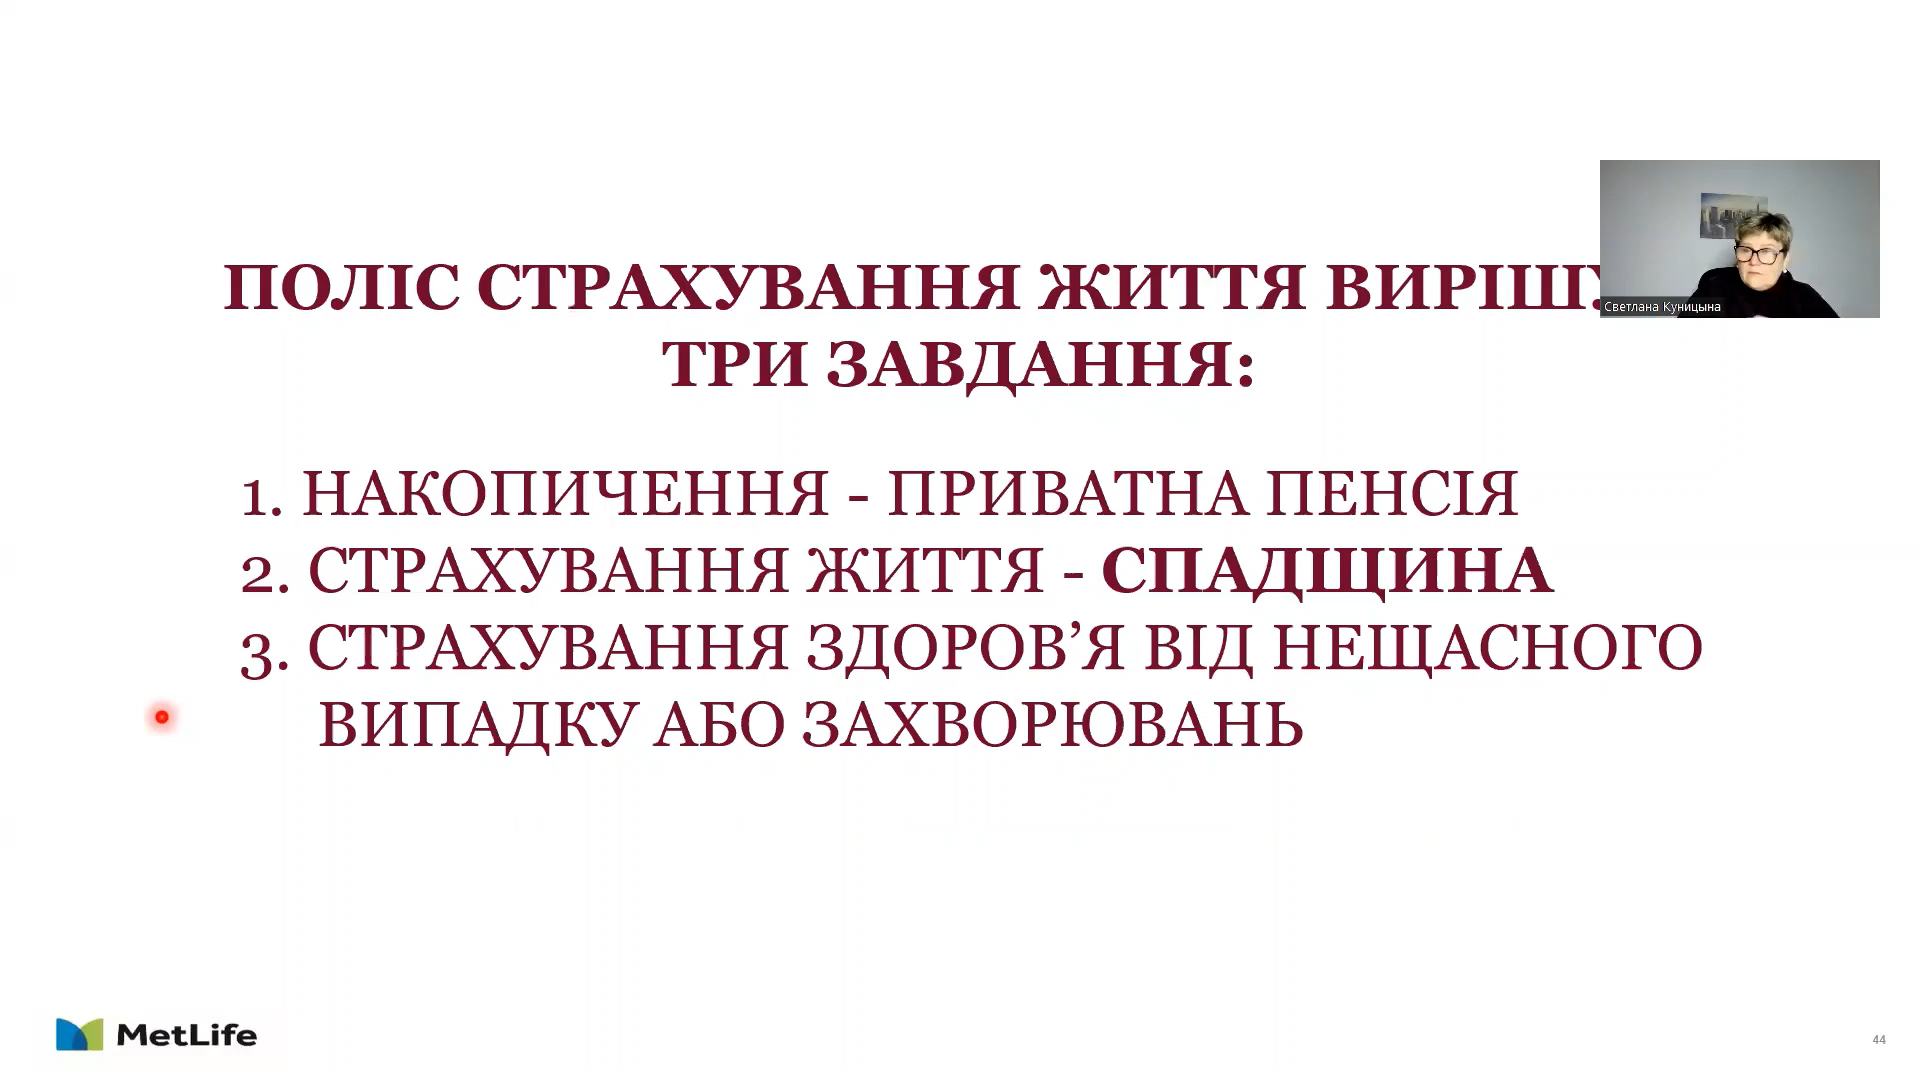 ПОЛІС СТРАХУВАННЯ ЖИТТЯ
ТРИ ЗАВДАННЯ:
1. НАКОПИЧЕННЯ - ПРИВАТНА ПЕНСІЯ
2. СТРАХУВАННЯ ЖИТТЯ - СПАДЩИНА
3. СТРАХУВАННЯ ЗДОРОВ’Я ВІД НЕЩАСНОГО
ВИПАДКУ АБО ЗАХВОРЮВАНЬ
Светлана Куницына
MetLife
44